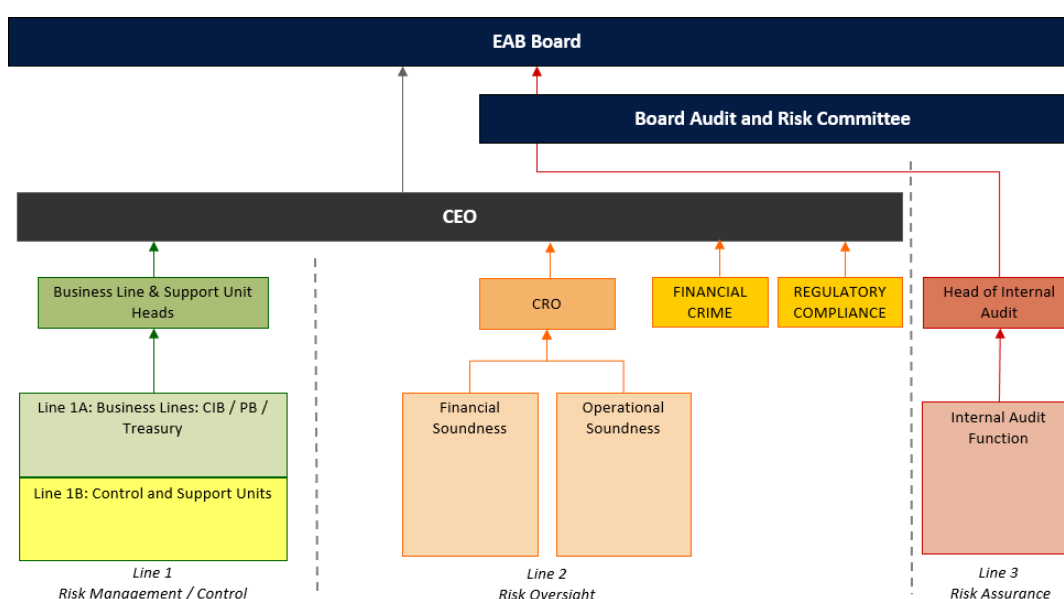 EAB Board
Board Audit and Risk Committee
CEO
Business Line & Support Unit
Heads
CRO
FINANCIAL
CRIME
REGULATORY
COMPLIANCE
Head of Internal
Audit
Line 1A: Business Lines: CIB / PB /
Treasury
Line 1B: Control and Support Units
Financial
Soundness
Operational
Soundness
Internal Audit
Function
Line 1
Risk Management / Control
Line 2
Risk Oversight
Line 3
Risk Assurance